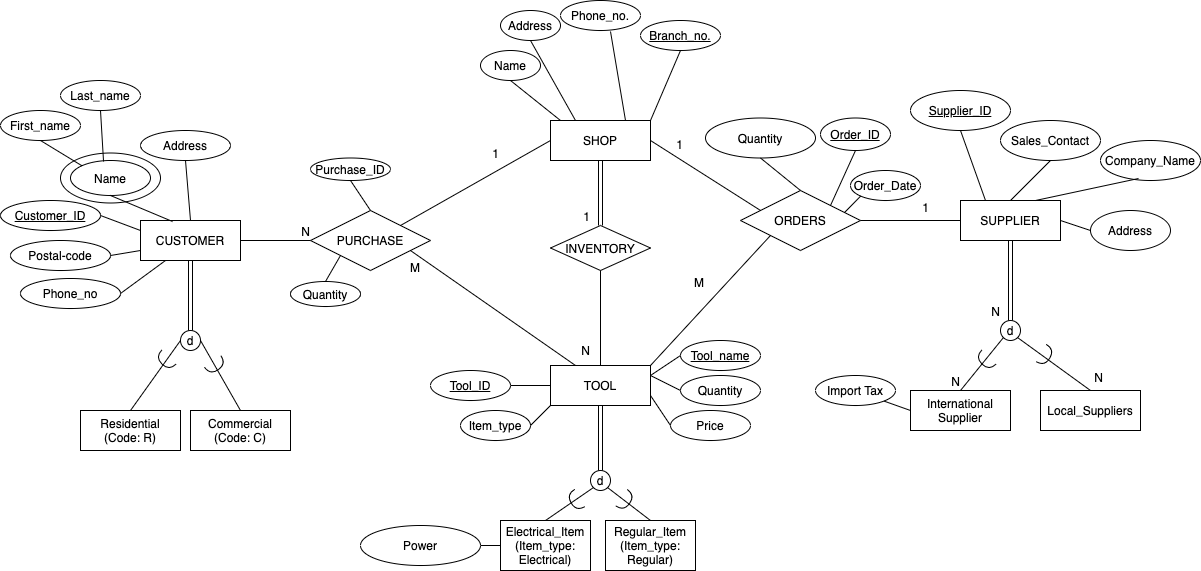 Phone_no.
Address
Branch_no.
Name
Last_name
First_name
Address
Name
Customer_ID
Postal-code
Phone_no
CUSTOMER
N
Purchase_ID
PURCHASE
Quantity
1
M
SHOP
1
1
INVENTORY
N
Quantity
Order_ID
Order_Date
ORDERS
1
M
Supplier_ID
Sales_Contact
Company_Name
SUPPLIER
Address
N
d
N
N
Import Tax
International
Supplier
Local_Suppliers
d
Residential
(Code: R)
Commercial
(Code: C)
Tool_ID
Item_type
TOOL
Tool_name
Quantity
Price
d
Power
Electrical_Item
(Item_type:
Electrical)
Regular_Item
(Item_type:
Regular)